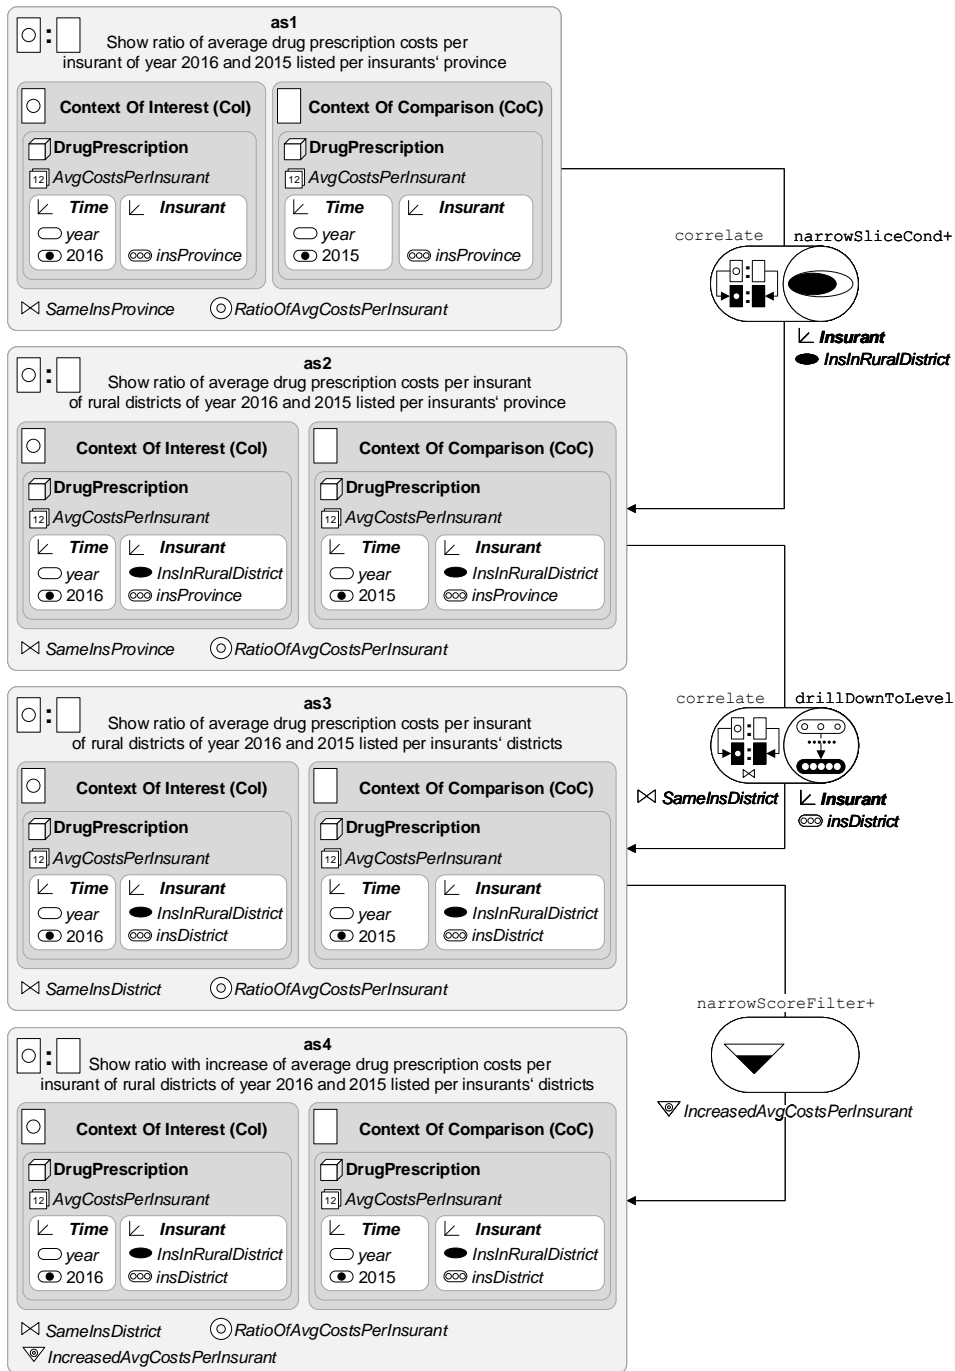 as1
Show ratio of average drug prescription costs per
insurant of year 2016 and 2015 listed per insurants‘ province
Context Of Interest (CoI)
Context Of Comparison (CoC)
DrugPrescription
DrugPrescription
12 AvgCostsPerInsurant
12 AvgCostsPerInsurant
Time
Insurant
Time
Insurant
year
year
2016
insProvince
2015
insProvince
SameInsProvince
RatioOfAvgCostsPerInsurant
correlate
narrowSliceCond+
Insurant
InsInRuralDistrict
as2
Show ratio of average drug prescription costs per insurant
of rural districts of year 2016 and 2015 listed per insurants‘ province
Context Of Interest (CoI)
Context Of Comparison (CoC)
DrugPrescription
DrugPrescription
12 AvgCostsPerInsurant
12 AvgCostsPerInsurant
Time
Insurant
Time
Insurant
year
InsInRuralDistrict
year
InsInRuralDistrict
2016
insProvince
2015
insProvince
SameInsProvince
RatioOfAvgCostsPerInsurant
correlate
drillDownToLevel
SameInsDistrict
Insurant
insDistrict
as3
Show ratio of average drug prescription costs per insurant
of rural districts of year 2016 and 2015 listed per insurants‘ districts
Context Of Interest (CoI)
Context Of Comparison (CoC)
DrugPrescription
DrugPrescription
12 AvgCostsPerInsurant
12 AvgCostsPerInsurant
Time
Insurant
Time
Insurant
year
InsInRuralDistrict
year
InsInRuralDistrict
2016
insDistrict
2015
insDistrict
SameInsDistrict
RatioOfAvgCostsPerInsurant
narrowScoreFilter+
IncreasedAvgCostsPerInsurant
as4
Show ratio with increase of average drug prescription costs per
insurant of rural districts of year 2016 and 2015 listed per insurants‘ districts
Context Of Interest (CoI)
Context Of Comparison (CoC)
DrugPrescription
DrugPrescription
12 AvgCostsPerInsurant
12 AvgCostsPerInsurant
Time
Insurant
Time
Insurant
year
InsInRuralDistrict
year
InsInRuralDistrict
2016
insDistrict
2015
insDistrict
SameInsDistrict
RatioOfAvgCostsPerInsurant
IncreasedAvgCostsPerInsurant